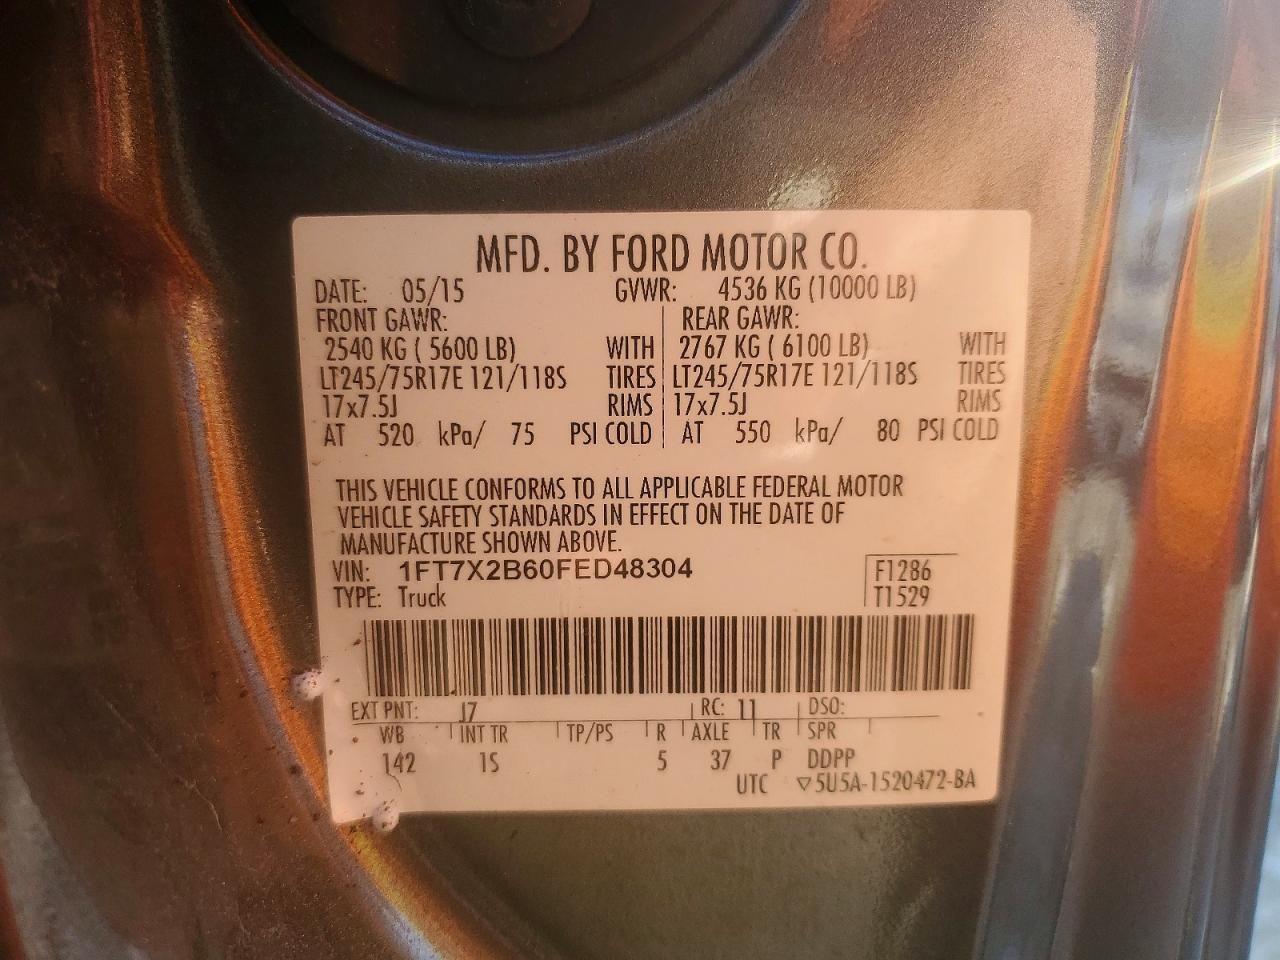 MFD. BY FORD MOTOR CO.
DATE: 05/15 GVWR: 4536 KG (10000 LB)
FRONT GAWR: REAR GAWR:
2540 KG ( 5600 LB) WITH 2767 KG ( 6100 LB) WITH
LT245/75R17E 121/118S TIRES LT245/75R17E 121/118S TIRES
17x7.5J RIMS 17x7.5J RIMS
AT 520 kPa/ 75 PSI COLD AT 550 kPa/ 80 PSI COLD
THIS VEHICLE CONFORMS TO ALL APPLICABLE FEDERAL MOTOR
VEHICLE SAFETY STANDARDS IN EFFECT ON THE DATE OF
MANUFACTURE SHOWN ABOVE.
VIN: 1FT7X2B60FED48304 F1286
TYPE: Truck T1529
EXT PNT: J7 RC: 11 DSO:
WB INT TR TP/PS R AXLE TR SPR
142 1S 5 37 P DDPP
UTC ▽5U5A-1520472-BA